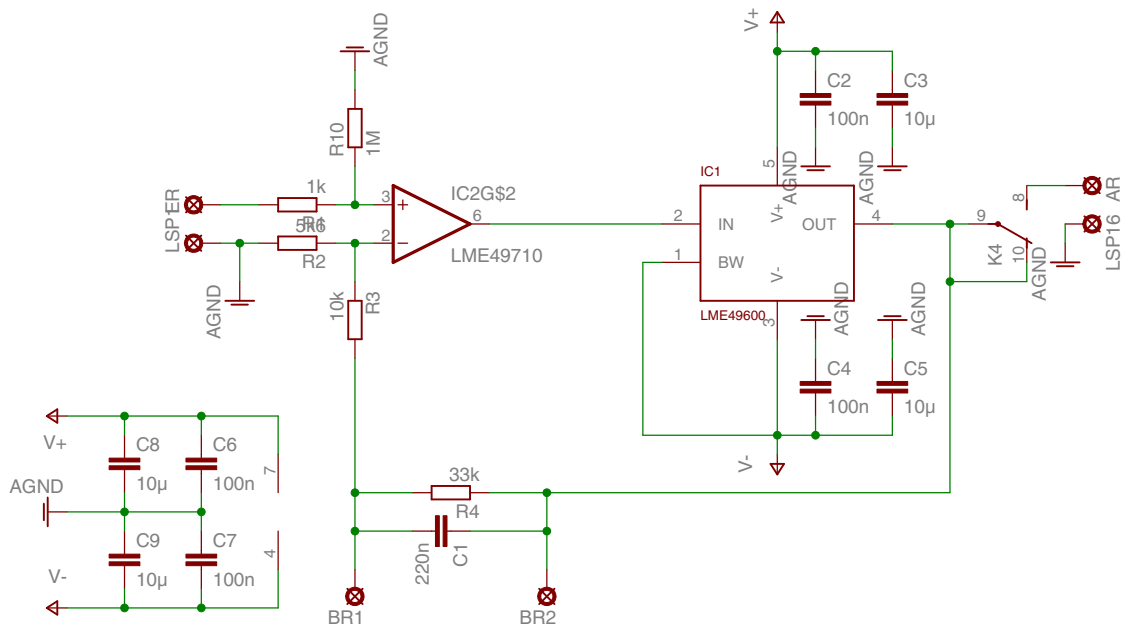 V+
AGND
C2
100n
C3
10µ
R10
1M
AGND
AGND
5
IC1
1k
R1
ER
LSP1
3
+
IC2G$2
6
2
IN
V+
OUT
4
8
AR
9
5k6
R2
2
−
LME49710
1
BW
V-
K4
10
AGND
LSP16
AGND
10k
R3
LME49600
3
AGND
AGND
C4
100n
C5
10µ
V+
C8
10µ
C6
100n
7
V-
AGND
33k
R4
C9
10µ
C7
100n
4
220n
C1
V-
BR1
BR2